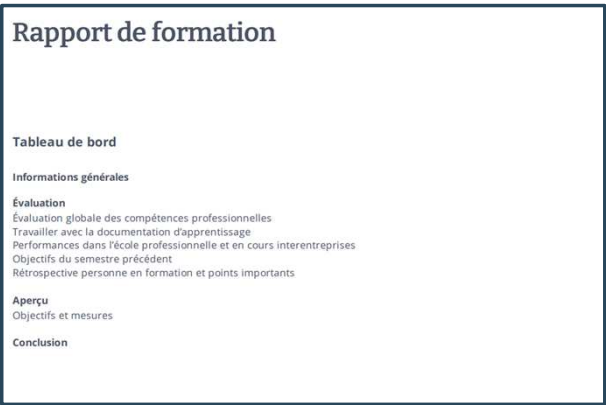 Rapport de formation
Tableau de bord
Informations générales
Évaluation
Évaluation globale des compétences professionnelles
Travailler avec la documentation d'apprentissage
Performances dans l'école professionnelle et en cours interentreprises
Objectifs du semestre précédent
Rétrospective personne en formation et points importants
Aperçu
Objectifs et mesures
Conclusion